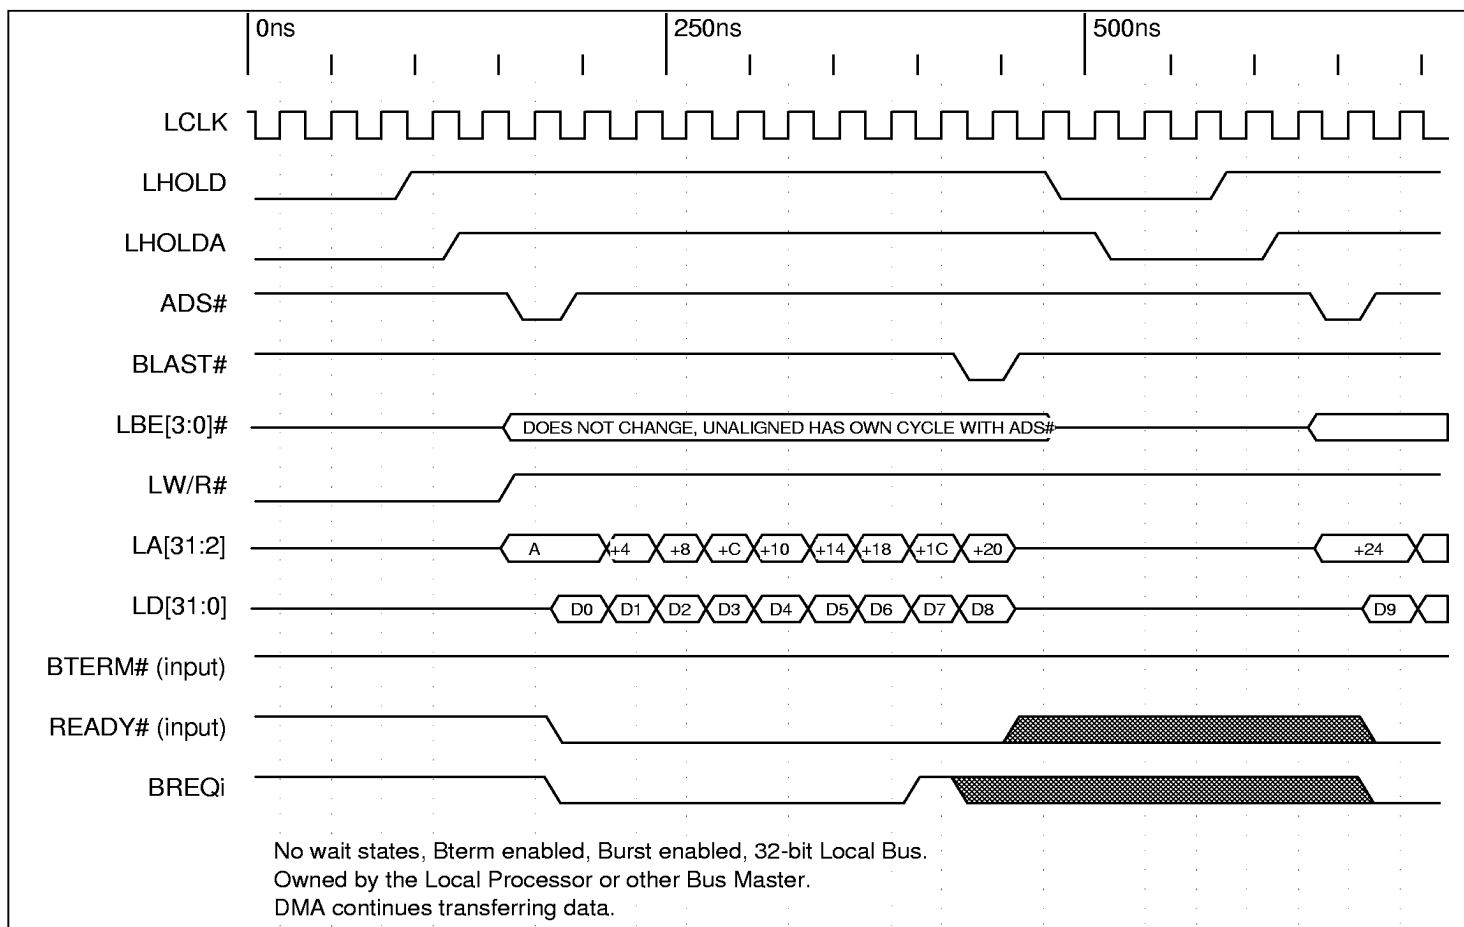 0ns 250ns 500ns
LCLK
LHOLD
LHOLDA
ADS#
BLAST#
LBE[3:0]# DOES NOT CHANGE, UNALIGNED HAS OWN CYCLE WITH ADS#
LW/R#
LA[31:2] A +4 +8 +C +10 +14 +18 +1C +20 +24
LD[31:0] D0 D1 D2 D3 D4 D5 D6 D7 D8 D9
BTERM# (input)
READY# (input)
BREQi
No wait states, Bterm enabled, Burst enabled, 32-bit Local Bus.
Owned by the Local Processor or other Bus Master.
DMA continues transferring data.